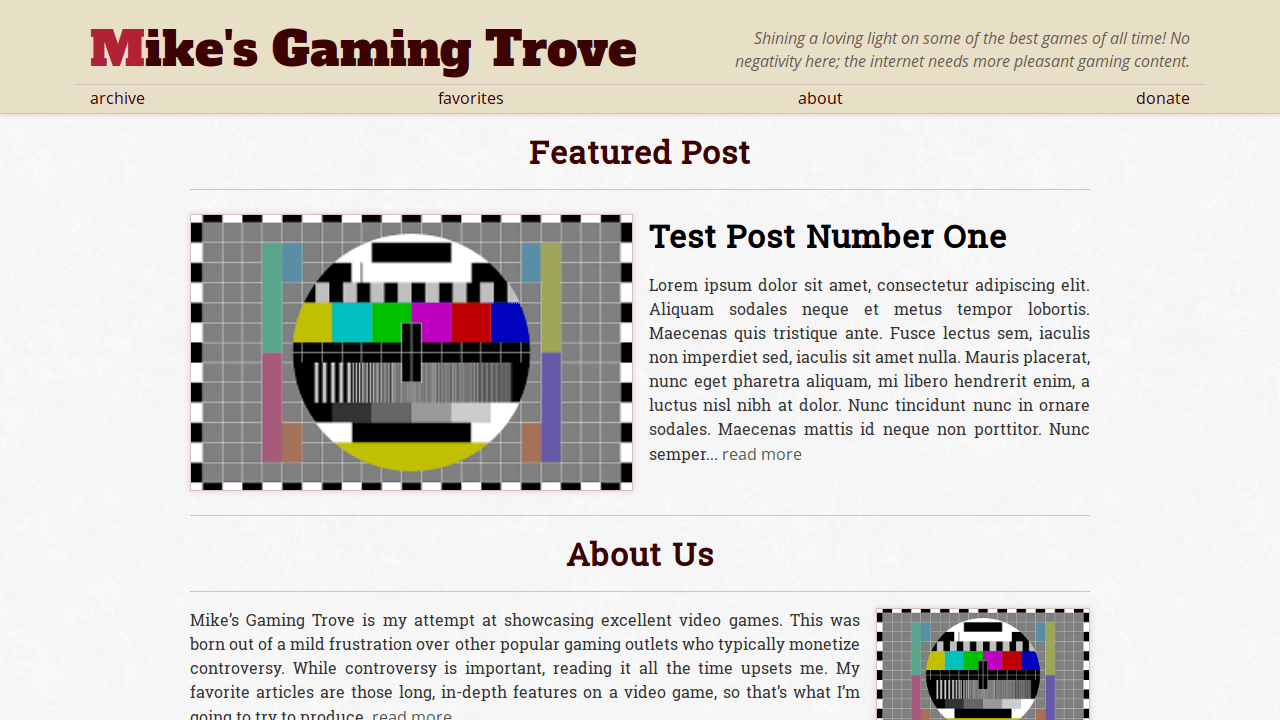 Mike's Gaming Trove
Shining a loving light on some of the best games of all time! No
negativity here; the internet needs more pleasant gaming content.
archive favorites about donate
Featured Post
Test Post Number One
Lorem ipsum dolor sit amet, consectetur adipiscing elit.
Aliquam sodales neque et metus tempor lobortis.
Maecenas quis tristique ante. Fusce lectus sem, iaculis
non imperdiet sed, iaculis sit amet nulla. Mauris placerat,
nunc eget pharetra aliquam, mi libero hendrerit enim, a
luctus nisl nibh at dolor. Nunc tincidunt nunc in ornare
sodales. Maecenas mattis id neque non porttitor. Nunc
semper... read more
About Us
Mike's Gaming Trove is my attempt at showcasing excellent video games. This was
born out of a mild frustration over other popular gaming outlets who typically monetize
controversy. While controversy is important, reading it all the time upsets me. My
favorite articles are those long, in-depth features on a video game, so that's what I'm
going to try to produce. read more